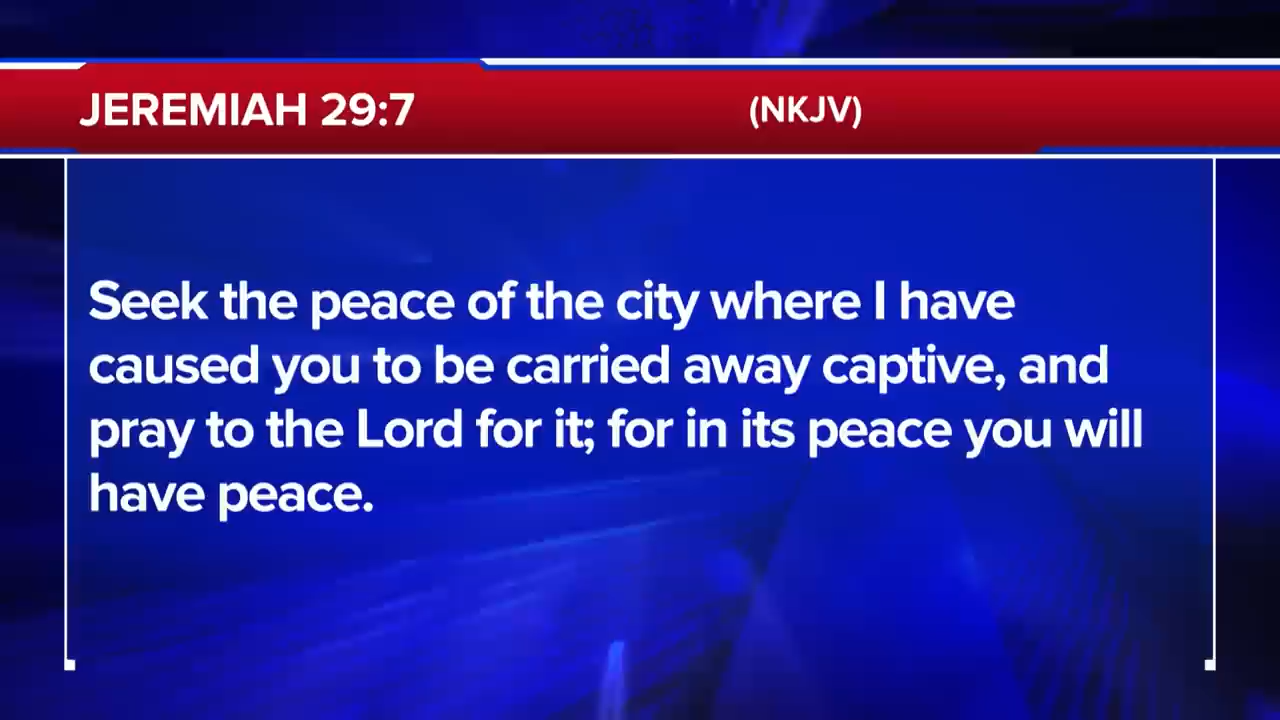 JEREMIAH 29:7 (NKJV)
Seek the peace of the city where I have
caused you to be carried away captive, and
pray to the Lord for it; for in its peace you will
have peace.